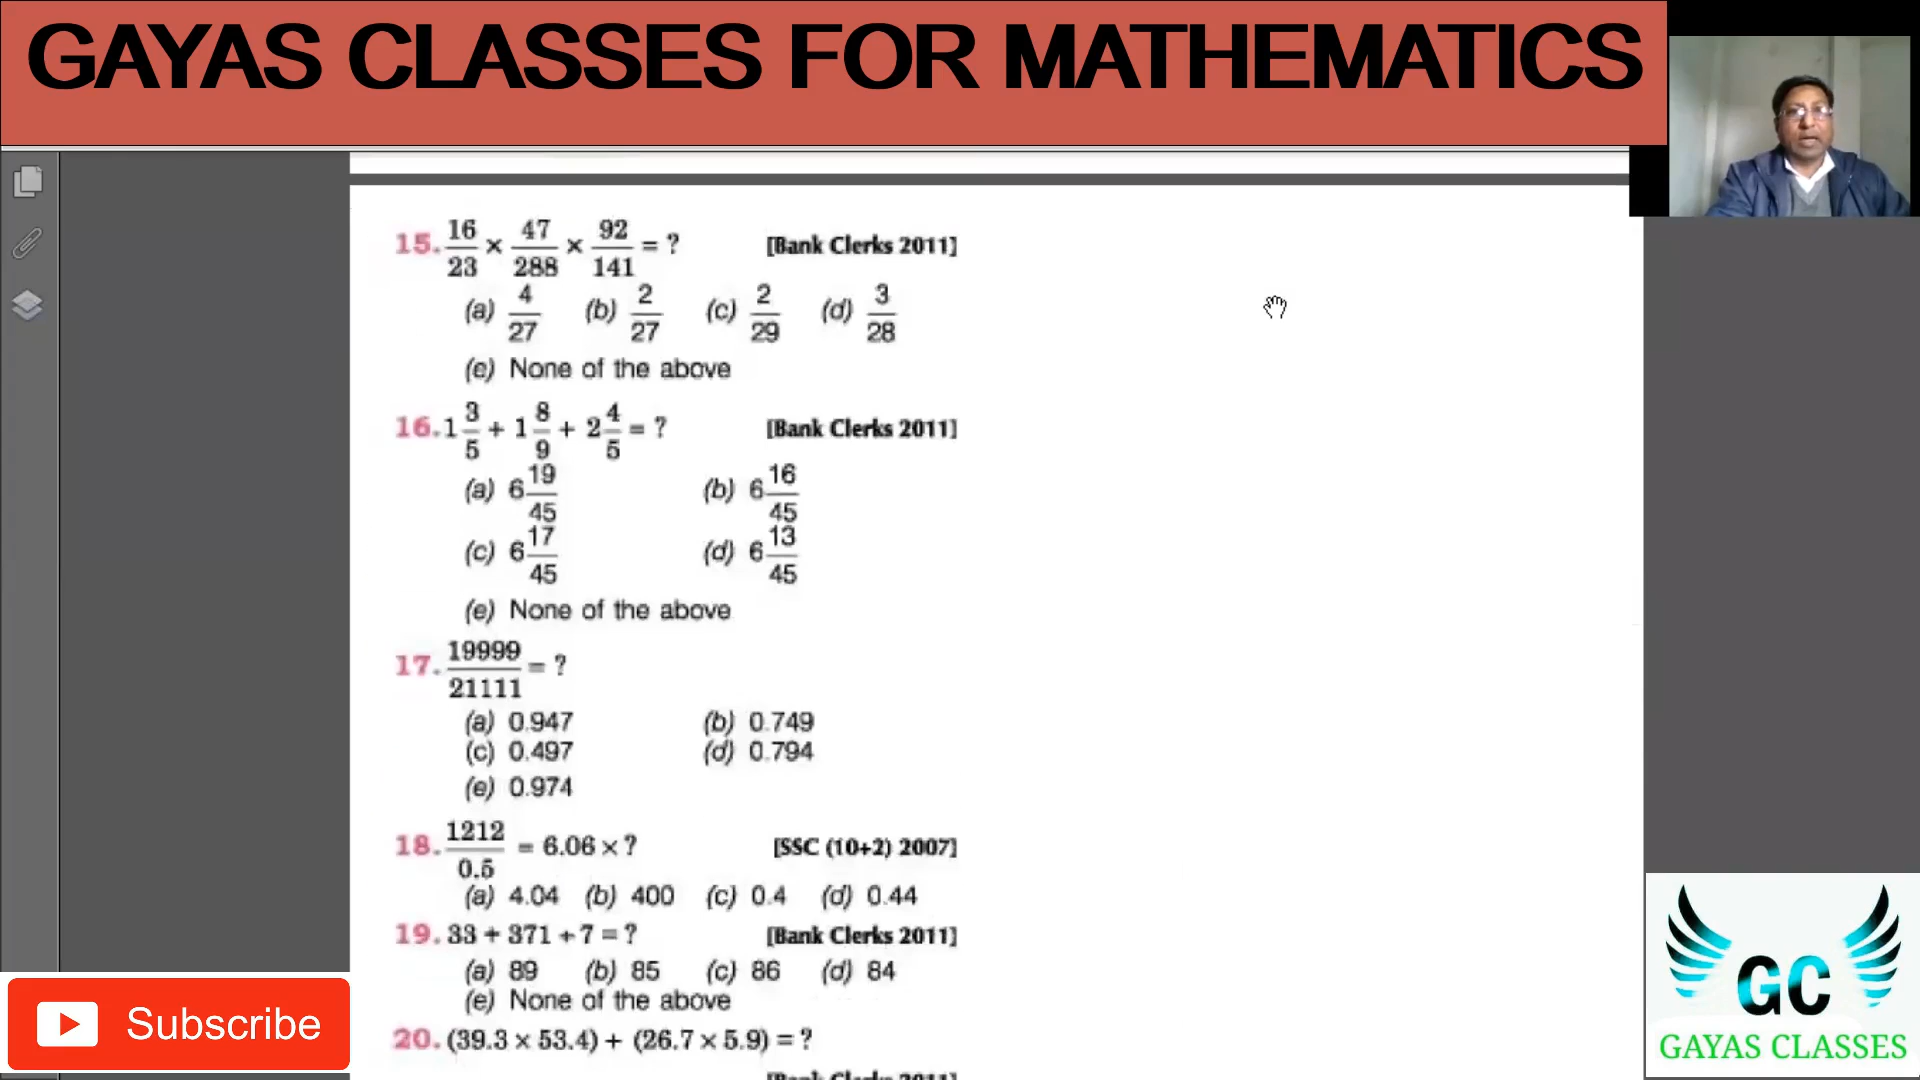 GAYAS CLASSES FOR MATHEMATICS
15. 16/23 × 47/288 × 92/141 = ? [Bank Clerks 2011]
(a) 4/27 (b) 2/27 (c) 2/29 (d) 3/28
(e) None of the above
16. 1 3/5 + 1 8/9 + 2 4/5 = ? [Bank Clerks 2011]
(a) 6 19/45 (b) 6 16/45
(c) 6 17/45 (d) 6 13/45
(e) None of the above
17. 19999/21111 = ?
(a) 0.947 (b) 0.749
(c) 0.497 (d) 0.794
(e) 0.974
18. 1212/0.5 = 6.06 × ? [SSC (10+2) 2007]
(a) 4.04 (b) 400 (c) 0.4 (d) 0.44
19. 33 + 371 ÷ 7 = ? [Bank Clerks 2011]
(a) 89 (b) 85 (c) 86 (d) 84
(e) None of the above
20. (39.3 × 53.4) + (26.7 × 5.9) = ?
[Bank Clerks 2011]
Subscribe
GC
GAYAS CLASSES